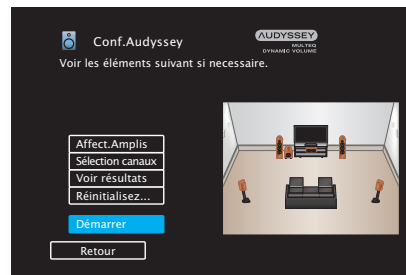 Conf.Audyssey
AUDYSSEY
MULTEQ
DYNAMIC VOLUME
Voir les éléments suivant si necessaire.
Affect.Amplis
Sélection canaux
Voir résultats
Réinitialisez...
Démarrer
Retour